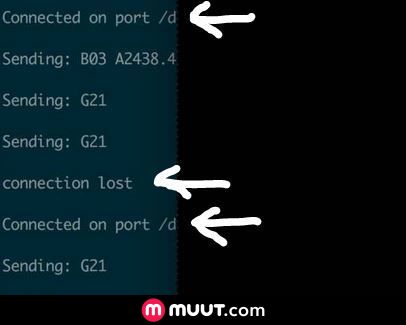 Connected on port /d
Sending: B03 A2438.4
Sending: G21
Sending: G21
connection lost
Connected on port /d
Sending: G21
MUUT.com